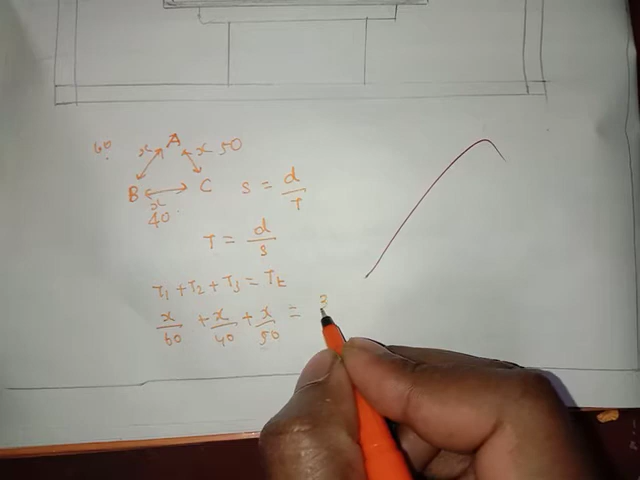 60 x A x 50
B C s = d/T
x
40
T = d/s
T1 + T2 + T3 = Tt
x/60 + x/40 + x/50 = 3